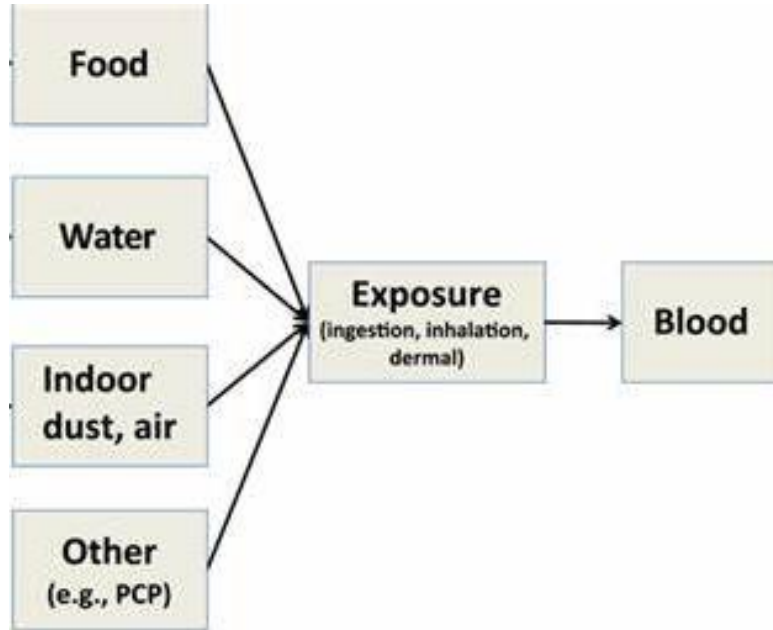 Food
Water
Indoor
dust, air
Other
(e.g., PCP)
Exposure
(ingestion, inhalation,
dermal)
Blood